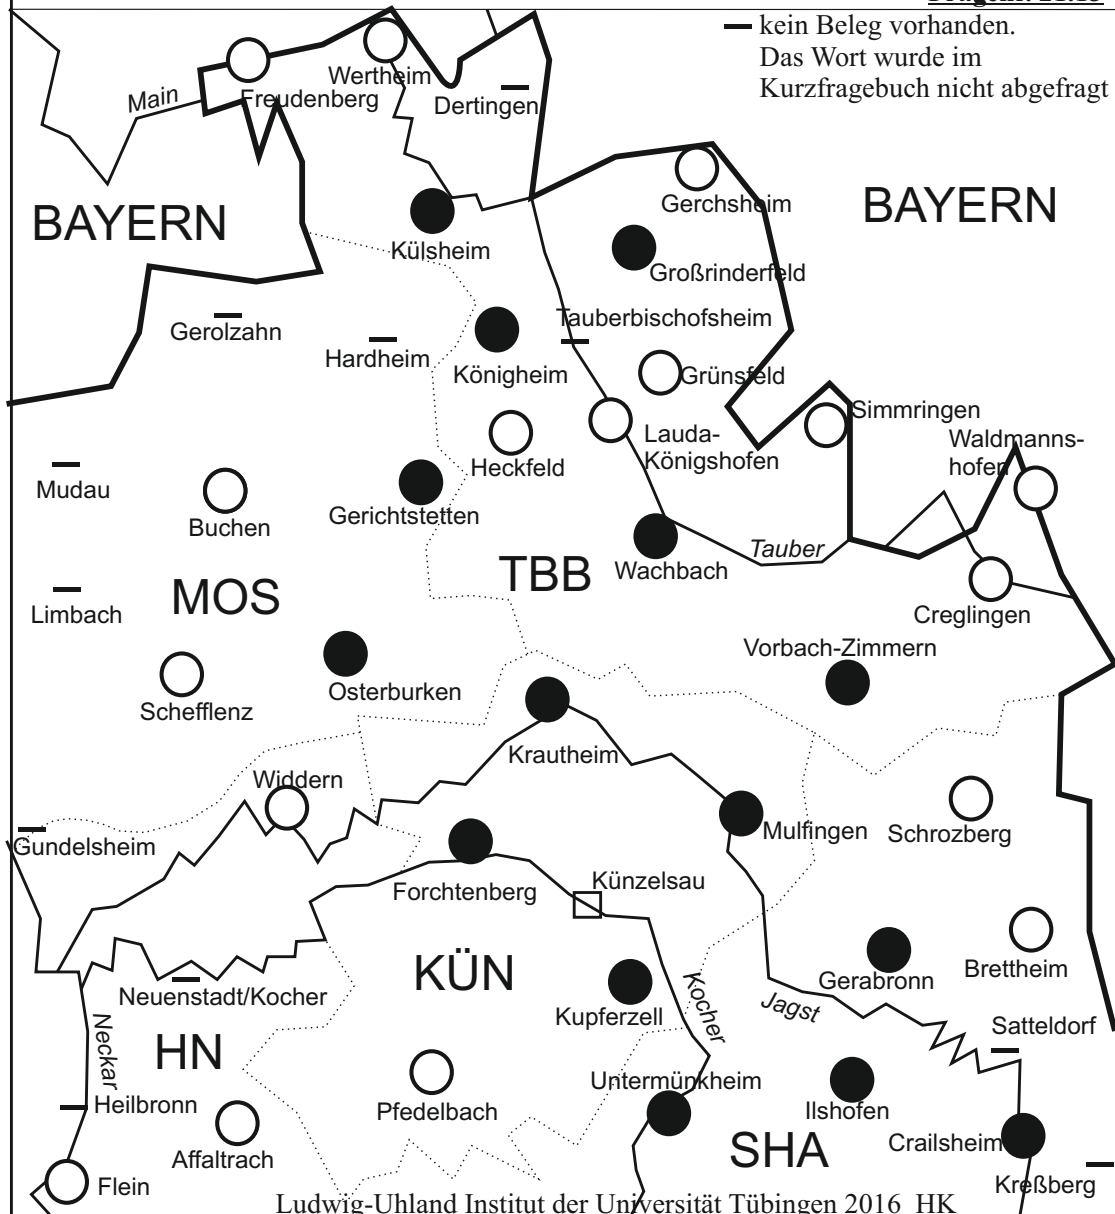 kein Beleg vorhanden.
Das Wort wurde im
Kurzfragebuch nicht abgefragt
Main
Wertheim
Freudenberg
Dertingen
BAYERN
BAYERN
Gerchsheim
Külsheim
Großrinderfeld
Gerolzahn
Tauberbischofsheim
Hardheim
Königheim
Grünsfeld
Simmringen
Lauda-
Königshofen
Waldmanns-
hofen
Heckfeld
Mudau
Buchen
Gerichtstetten
Tauber
Wachbach
TBB
MOS
Limbach
Creglingen
Vorbach-Zimmern
Osterburken
Schefflenz
Krautheim
Widdern
Mulfingen
Schrozberg
Gundelsheim
Künzelsau
Forchtenberg
KÜN
Gerabronn
Brettheim
Neuenstadt/Kocher
Kocher
Jagst
Kupferzell
Satteldorf
Neckar
HN
Untermünkheim
Heilbronn
Pfedelbach
Ilshofen
Affaltrach
SHA
Crailsheim
Flein
Kreßberg
Ludwig-Uhland Institut der Universität Tübingen 2016 HK